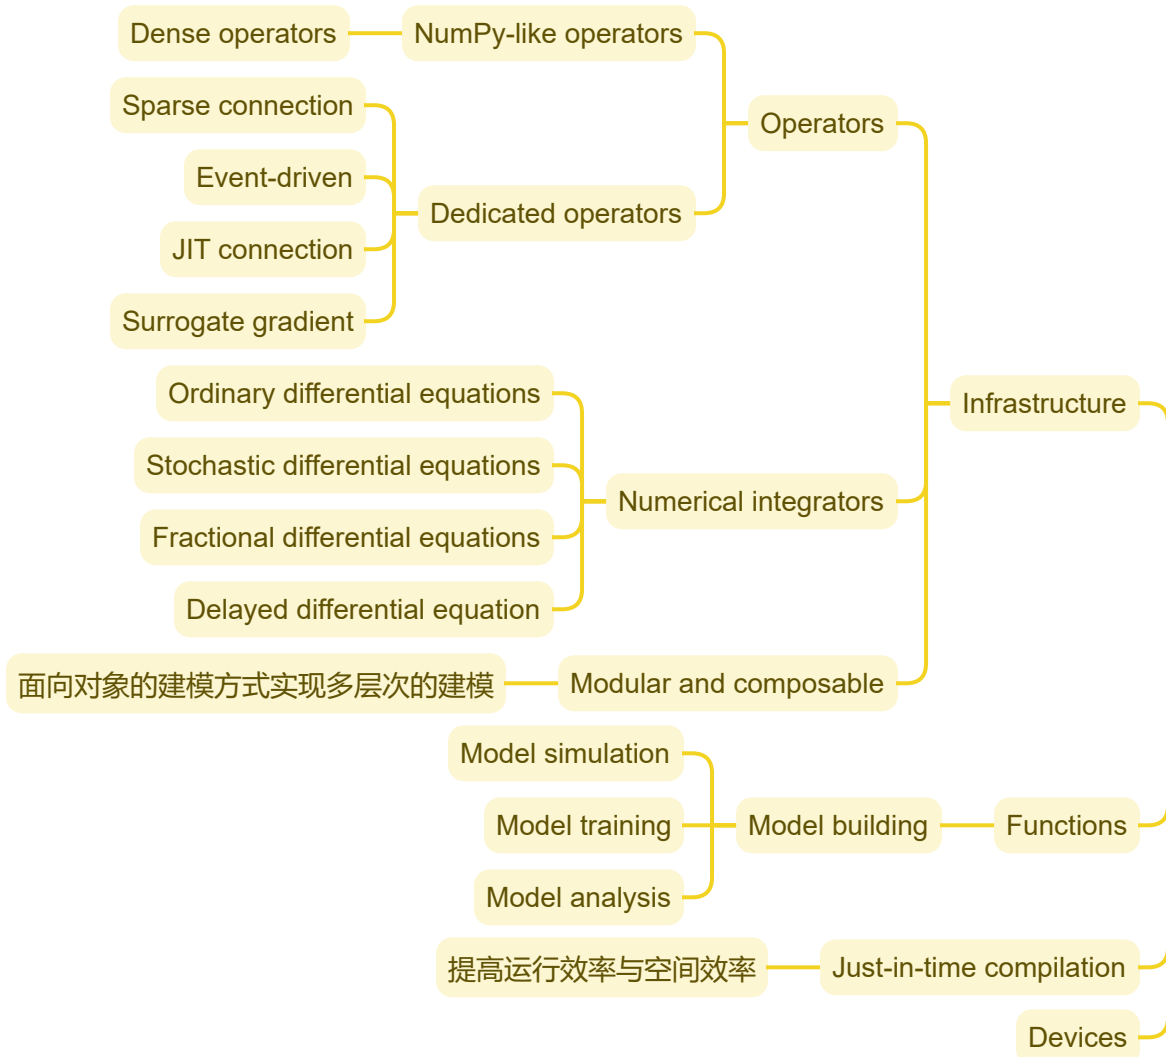 Dense operators
NumPy-like operators
Sparse connection
Operators
Event-driven
Dedicated operators
JIT connection
Surrogate gradient
Ordinary differential equations
Infrastructure
Stochastic differential equations
Numerical integrators
Fractional differential equations
Delayed differential equation
面向对象的建模方式实现多层次的建模
Modular and composable
Model simulation
Model training
Model building
Functions
Model analysis
提高运行效率与空间效率
Just-in-time compilation
Devices